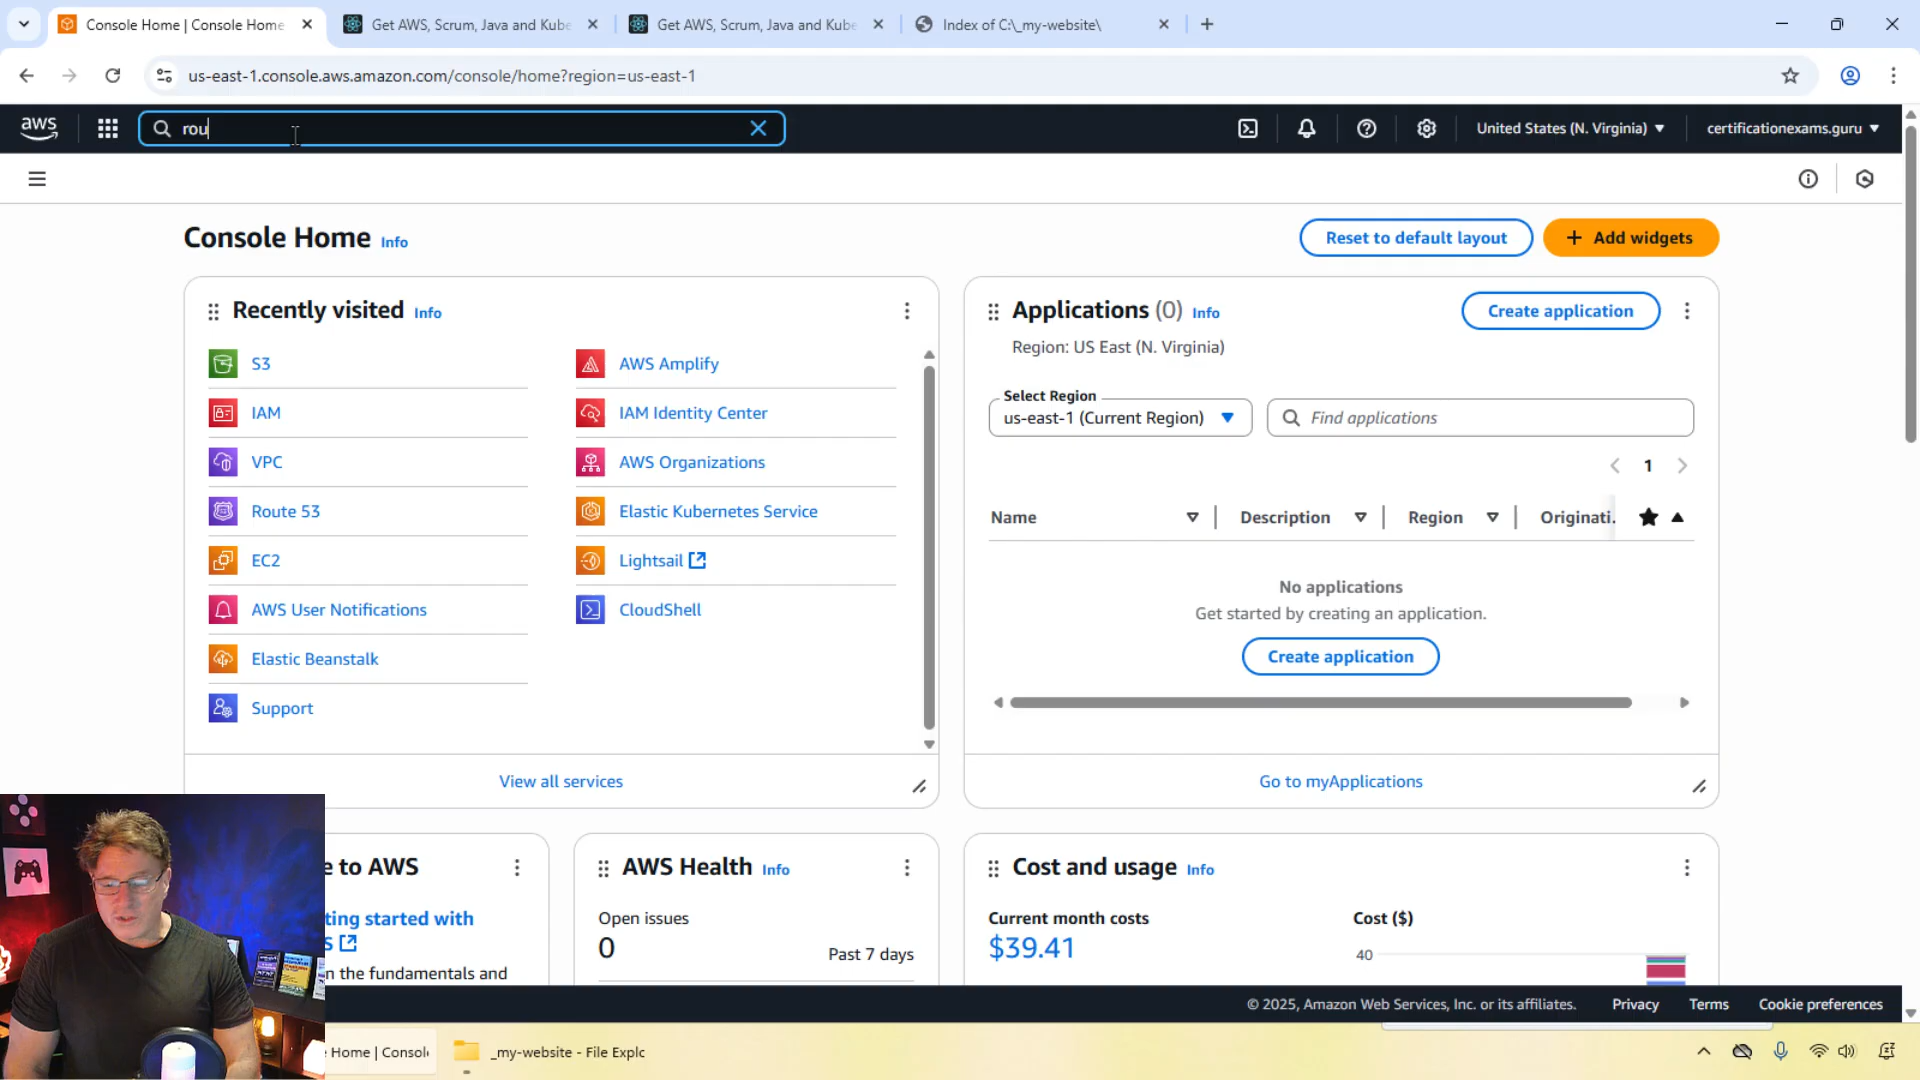 Console Home | Console Home
Get AWS, Scrum, Java and Kube
Get AWS, Scrum, Java and Kube
Index of C:\_my-website\
us-east-1.console.aws.amazon.com/console/home?region=us-east-1
aws
rou
United States (N. Virginia)
certificationexams.guru
Console Home Info
Reset to default layout
Add widgets
Recently visited Info
S3
IAM
VPC
Route 53
EC2
AWS User Notifications
Elastic Beanstalk
Support
AWS Amplify
IAM Identity Center
AWS Organizations
Elastic Kubernetes Service
Lightsail
CloudShell
View all services
Applications (0) Info
Create application
Region: US East (N. Virginia)
Select Region
us-east-1 (Current Region)
Find applications
1
Name
Description
Region
Originati.
No applications
Get started by creating an application.
Create application
Go to myApplications
e to AWS
ting started with
S
n the fundamentals and
AWS Health Info
Open issues
0
Past 7 days
Cost and usage Info
Current month costs
$39.41
Cost ($)
40
© 2025, Amazon Web Services, Inc. or its affiliates.
Privacy
Terms
Cookie preferences
Home | Consol
_my-website - File Explc